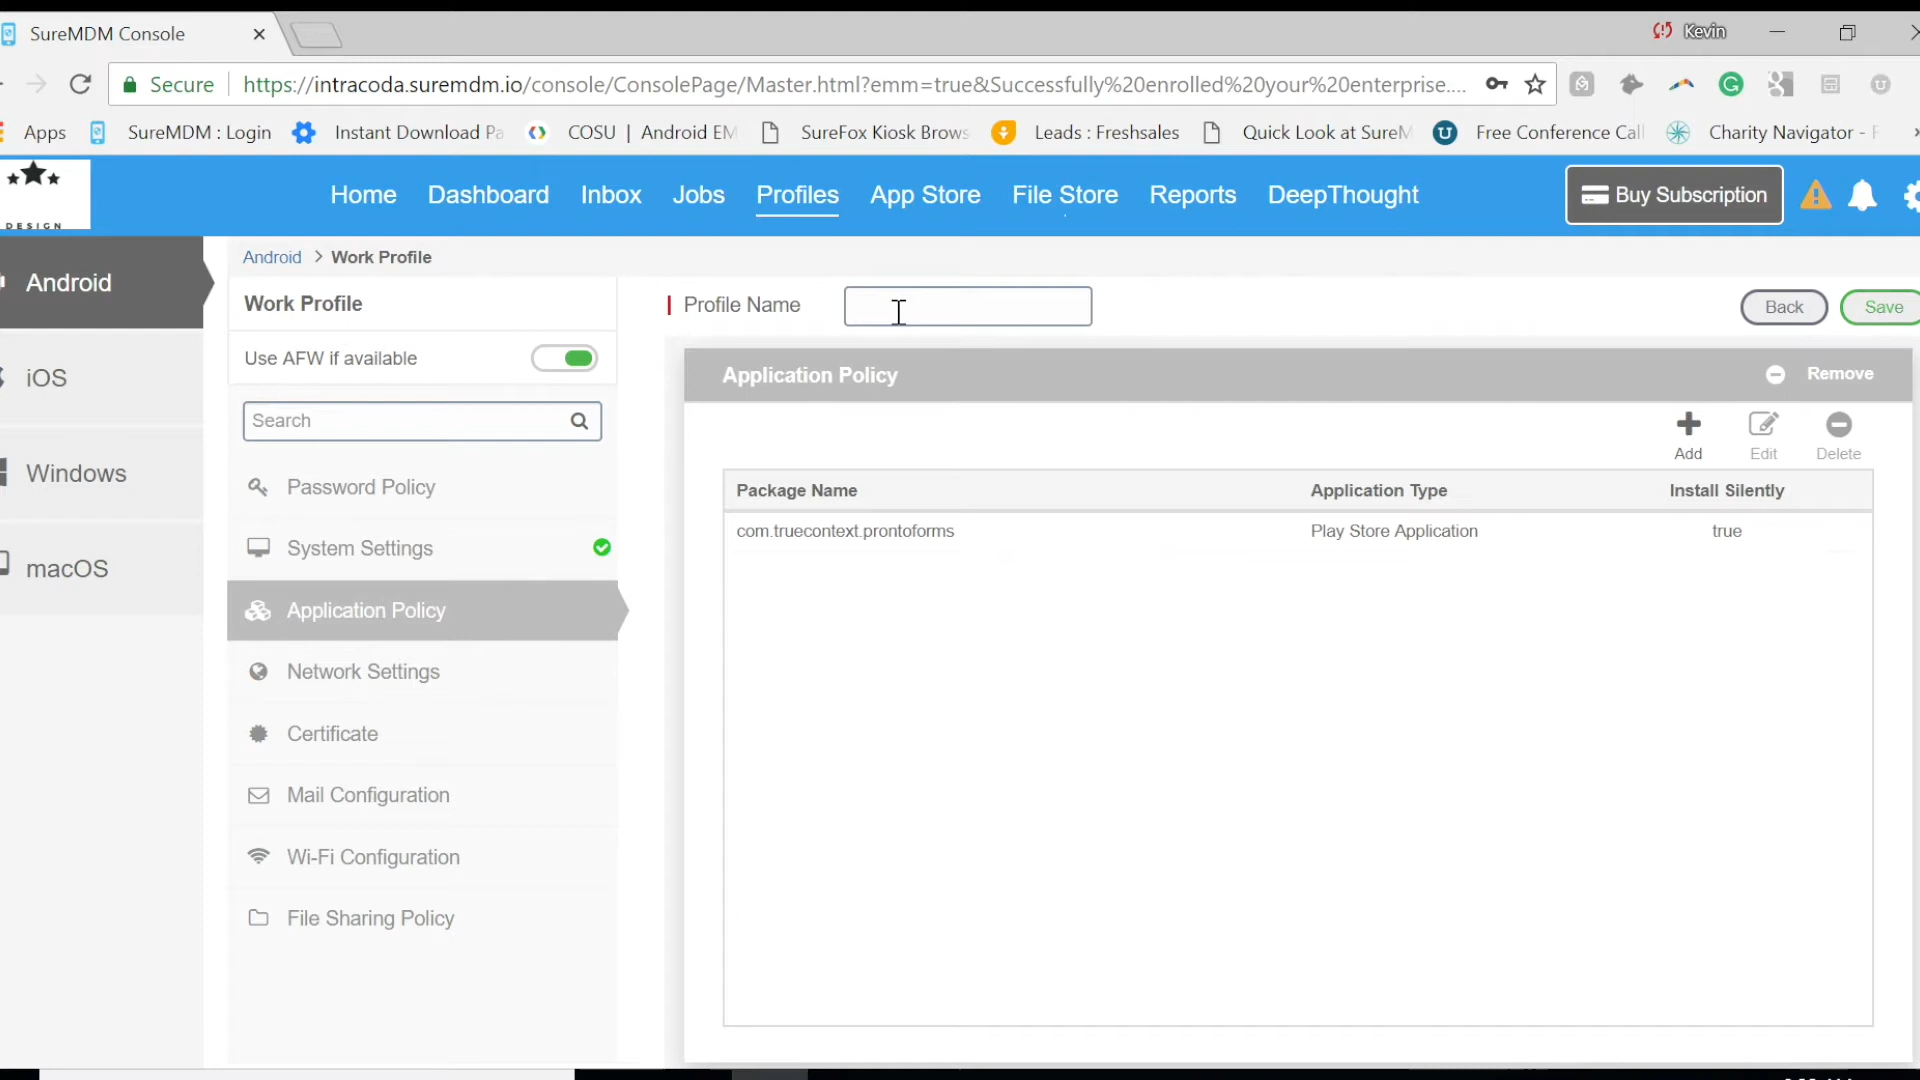 SureMDM Console
Kevin
Secure
https://intracoda.suremdm.io/console/ConsolePage/Master.html?emm=true&Successfully%20enrolled%20your%20enterprise....
Apps
SureMDM : Login
Instant Download Pa
COSU | Android EM
SureFox Kiosk Brows
Leads : Freshsales
Quick Look at SureM
Free Conference Call
Charity Navigator -
DESIGN
Home
Dashboard
Inbox
Jobs
Profiles
App Store
File Store
Reports
DeepThought
Buy Subscription
Android
iOS
Windows
macOS
Android > Work Profile
Work Profile
Use AFW if available
Search
Password Policy
System Settings
Application Policy
Network Settings
Certificate
Mail Configuration
Wi-Fi Configuration
File Sharing Policy
Profile Name
Back
Save
Application Policy
Remove
Add
Edit
Delete
Package Name
Application Type
Install Silently
com.truecontext.prontoforms
Play Store Application
true